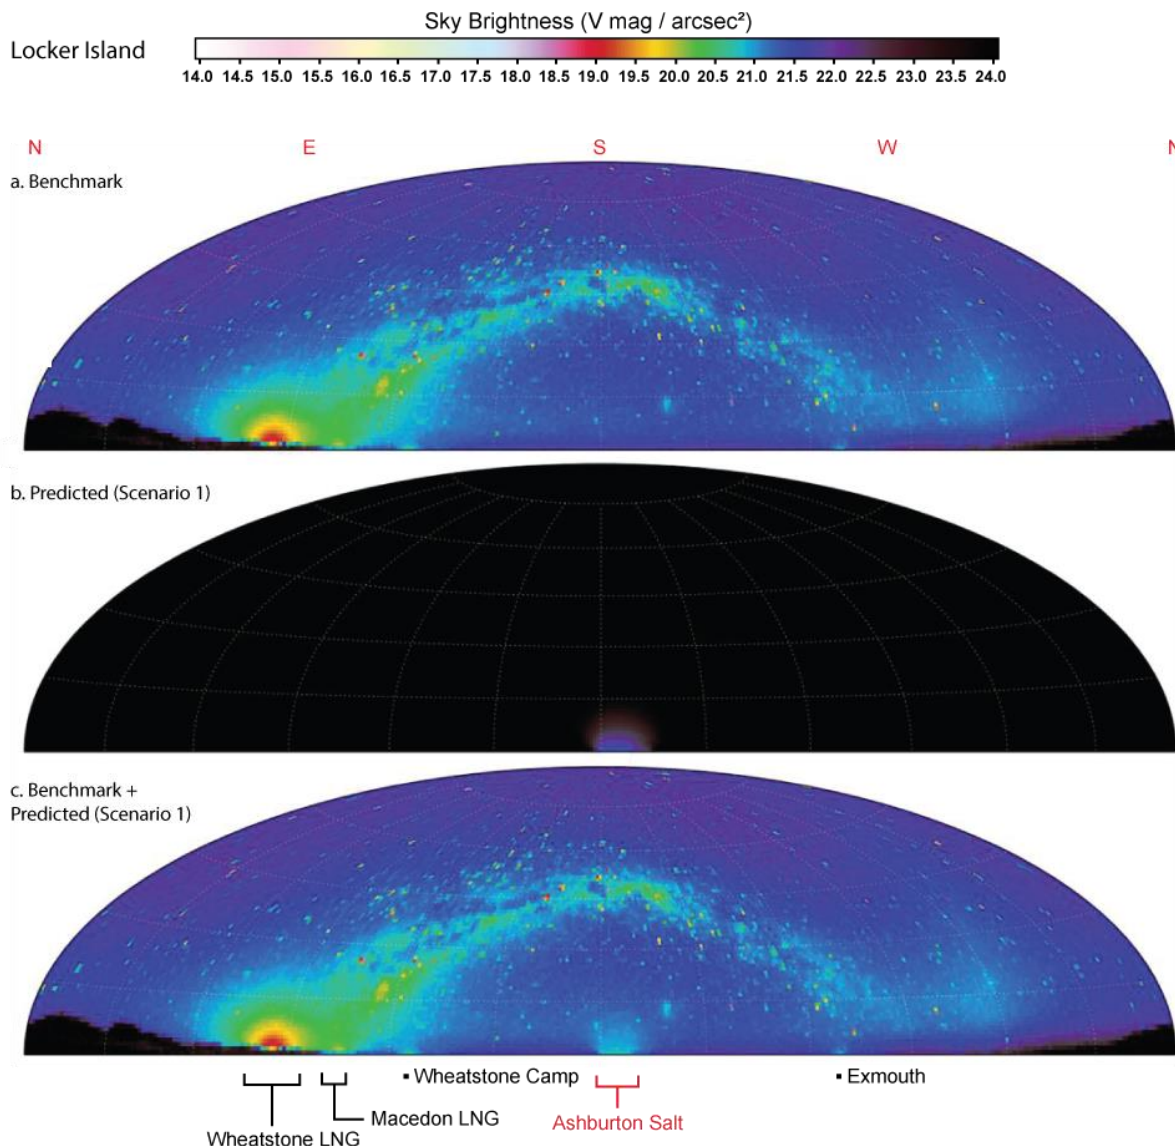 Sky Brightness (V mag / arcsec²)
Locker Island
14.0 14.5 15.0 15.5 16.0 16.5 17.0 17.5 18.0 18.5 19.0 19.5 20.0 20.5 21.0 21.5 22.0 22.5 23.0 23.5 24.0
N E S W N
a. Benchmark
b. Predicted (Scenario 1)
c. Benchmark +
Predicted (Scenario 1)
Wheatstone Camp
Exmouth
Macedon LNG
Ashburton Salt
Wheatstone LNG